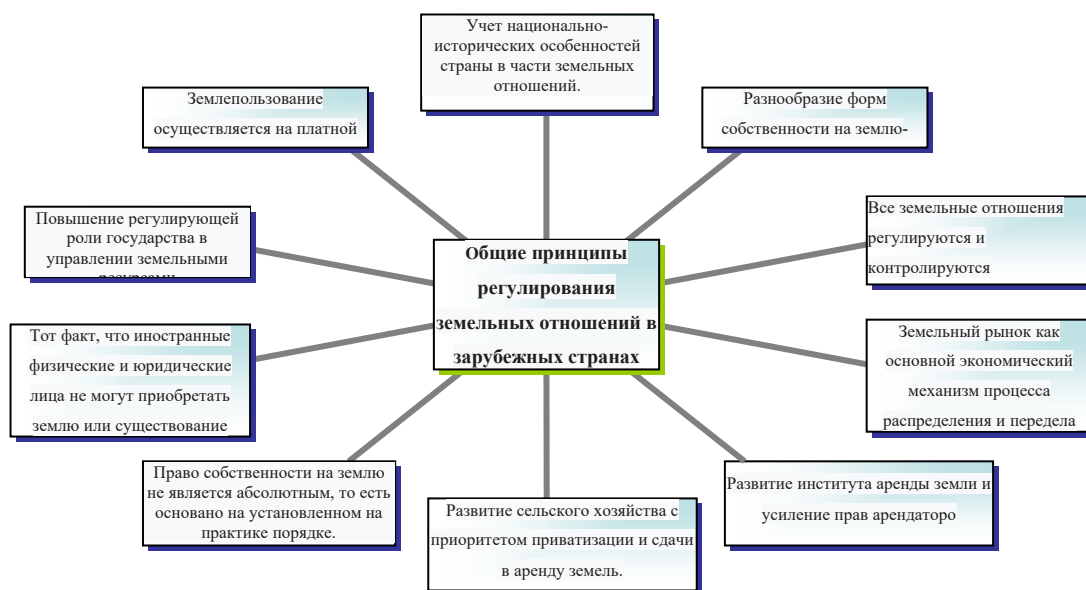 Учет национально-
исторических особенностей
страны в части земельных
отношений.
Землепользование
осуществляется на платной
Разнообразие форм
собственности на землю-
Повышение регулирующей
роли государства в
управлении земельными
Все земельные отношения
регулируются и
контролируются
Общие принципы
регулирования
земельных отношений в
зарубежных странах
Тот факт, что иностранные
физические и юридические
лица не могут приобретать
землю или существование
Земельный рынок как
основной экономический
механизм процесса
распределения и передела
Право собственности на землю
не является абсолютным, то есть
основано на установленном на
практике порядке.
Развитие сельского хозяйства с
приоритетом приватизации и сдачи
в аренду земель.
Развитие института аренды земли и
усиление прав арендаторо